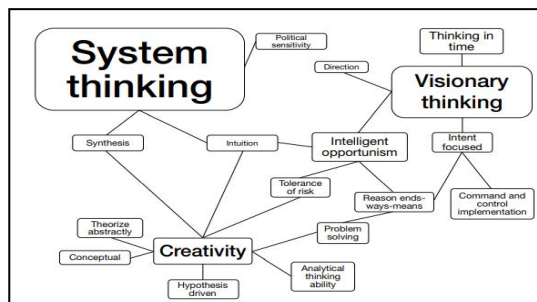 System
thinking
Political
sensitivity
Thinking in
time
Direction
Visionary
thinking
Synthesis
Intuition
Intelligent
opportunism
Intent
focused
Tolerance
of risk
Reason ends-
ways-means
Command and
control
implementation
Theorize
abstractly
Problem
solving
Conceptual
Creativity
Hypothesis
driven
Analytical
thinking
ability